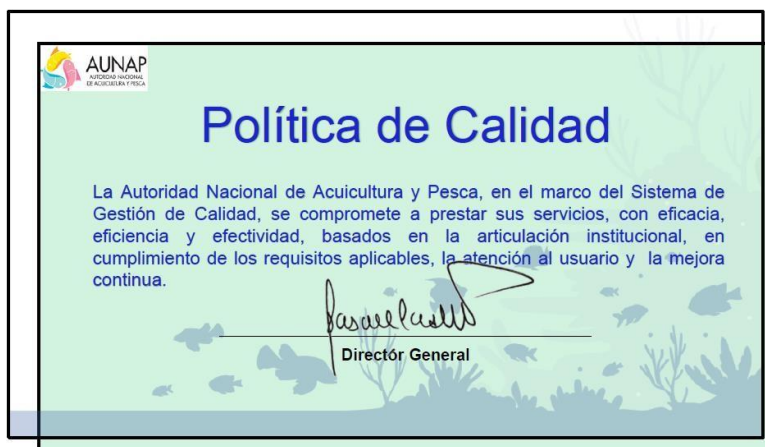 AUNAP
AUTORIDAD NACIONAL
DE ACUICULTURA Y PESCA
Política de Calidad
La Autoridad Nacional de Acuicultura y Pesca, en el marco del Sistema de
Gestión de Calidad, se compromete a prestar sus servicios, con eficacia,
eficiencia y efectividad, basados en la articulación institucional, en
cumplimiento de los requisitos aplicables, la atención al usuario y la mejora
continua.
Director General